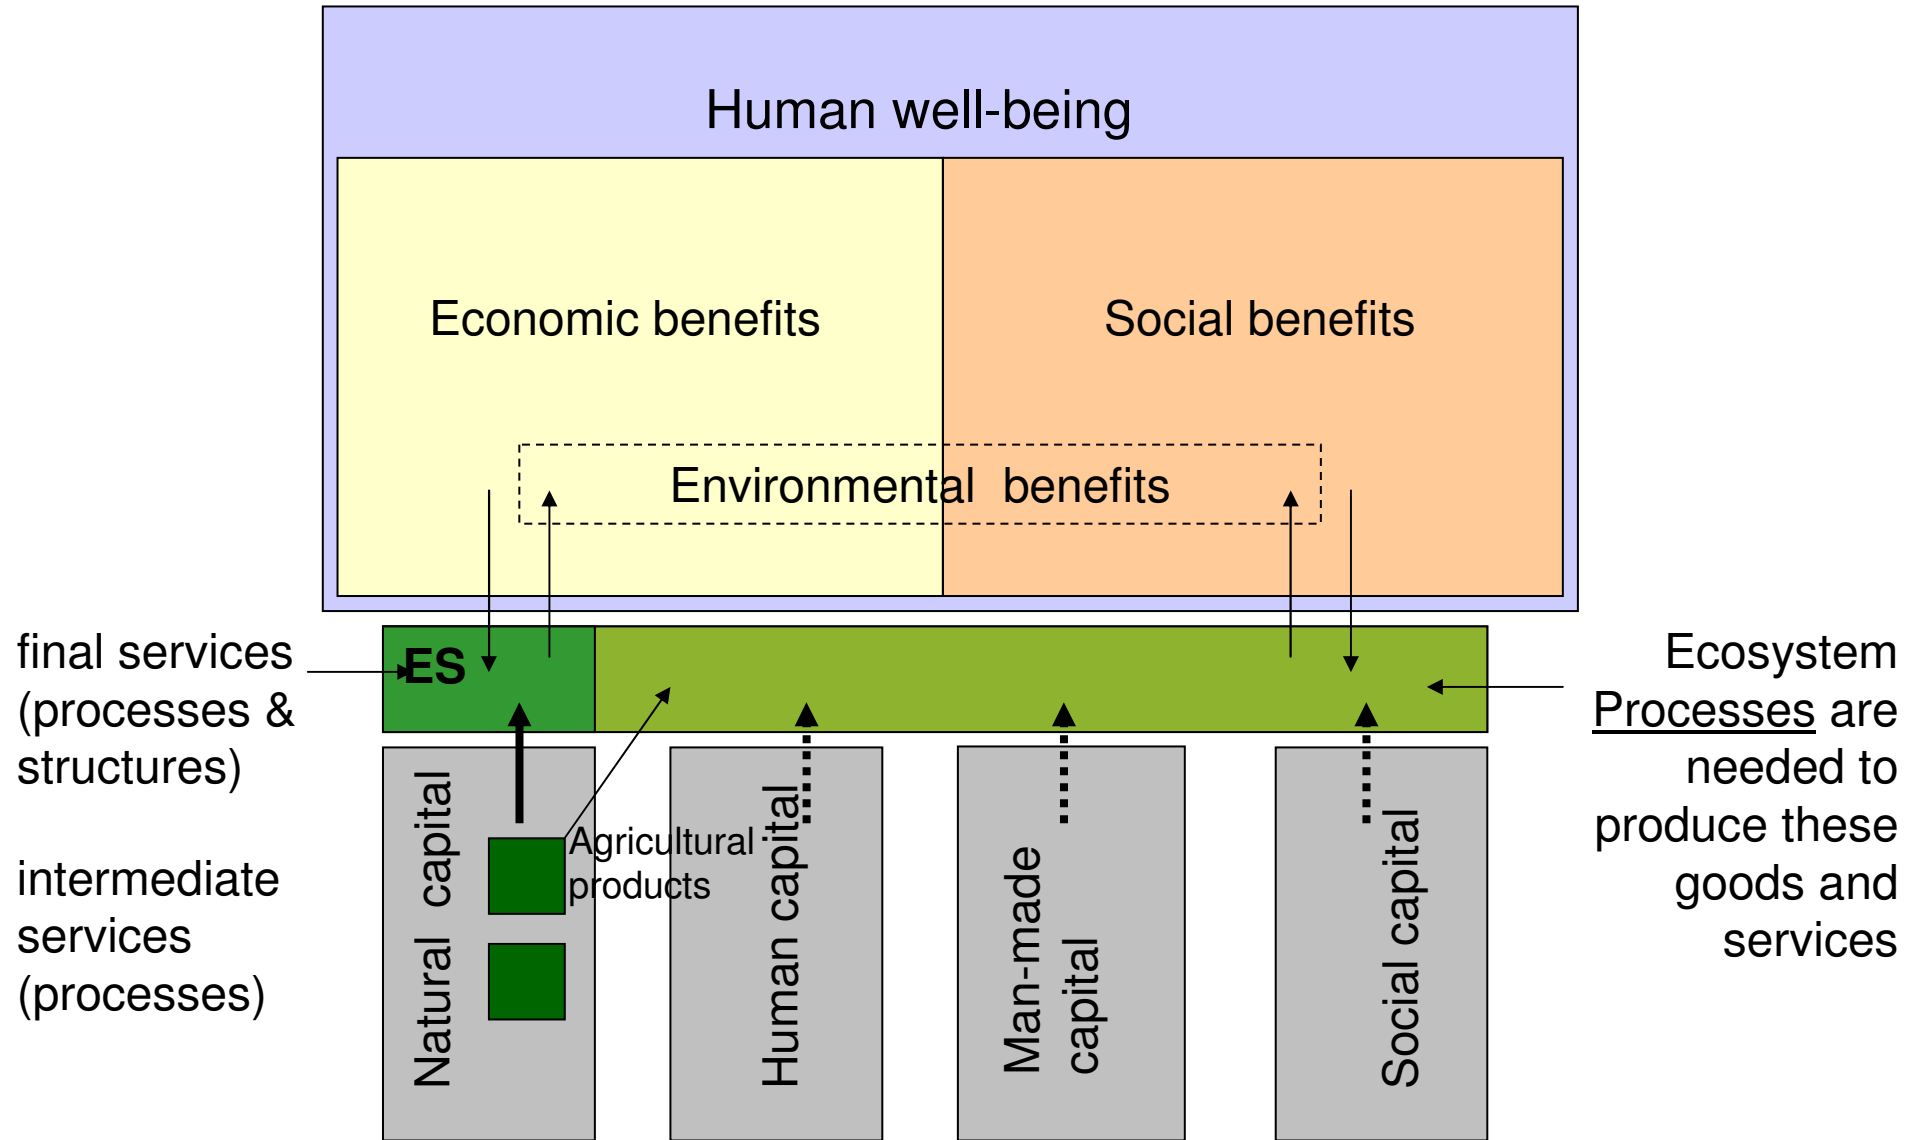 Human well-being
Economic benefits
Social benefits
Environmental benefits
final services
(processes &
structures)
ES
Ecosystem
Processes are
needed to
produce these
goods and
services
intermediate
services
(processes)
Natural capital
Agricultural
products
Human capital
Man-made
capital
Social capital